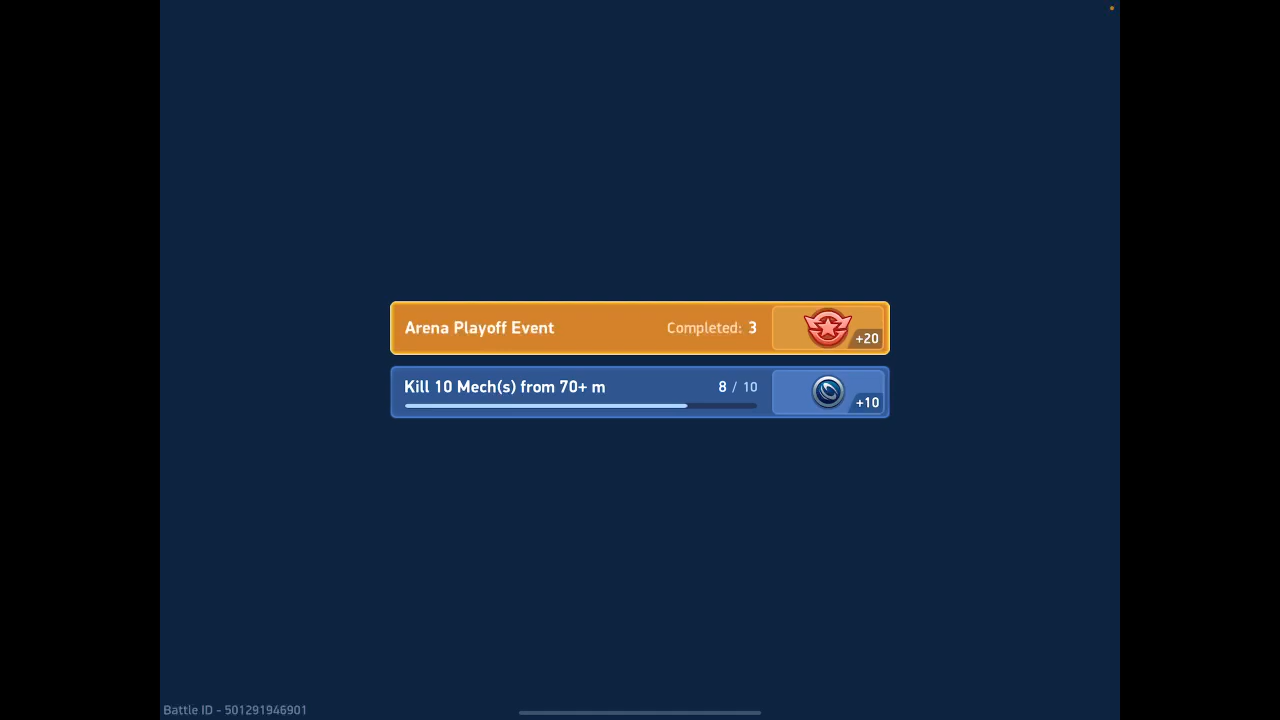 Arena Playoff Event Completed: 3 +20
Kill 10 Mech(s) from 70+ m 8 / 10 +10
Battle ID - 501291946901